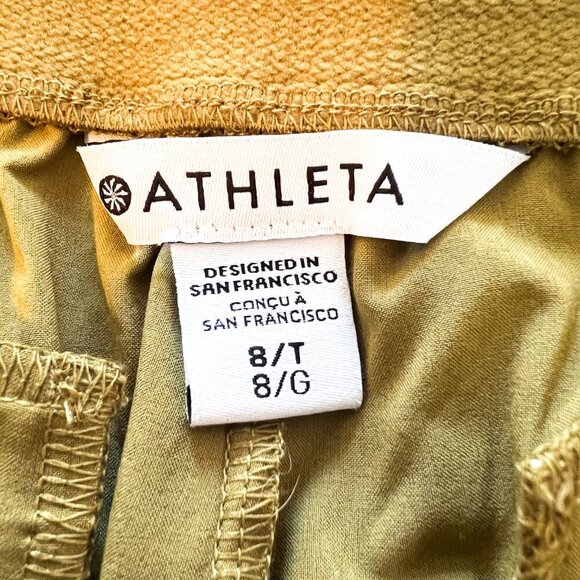 ATHLETA
DESIGNED IN
SAN FRANCISCO
CONÇU À
SAN FRANCISCO
8/T
8/G